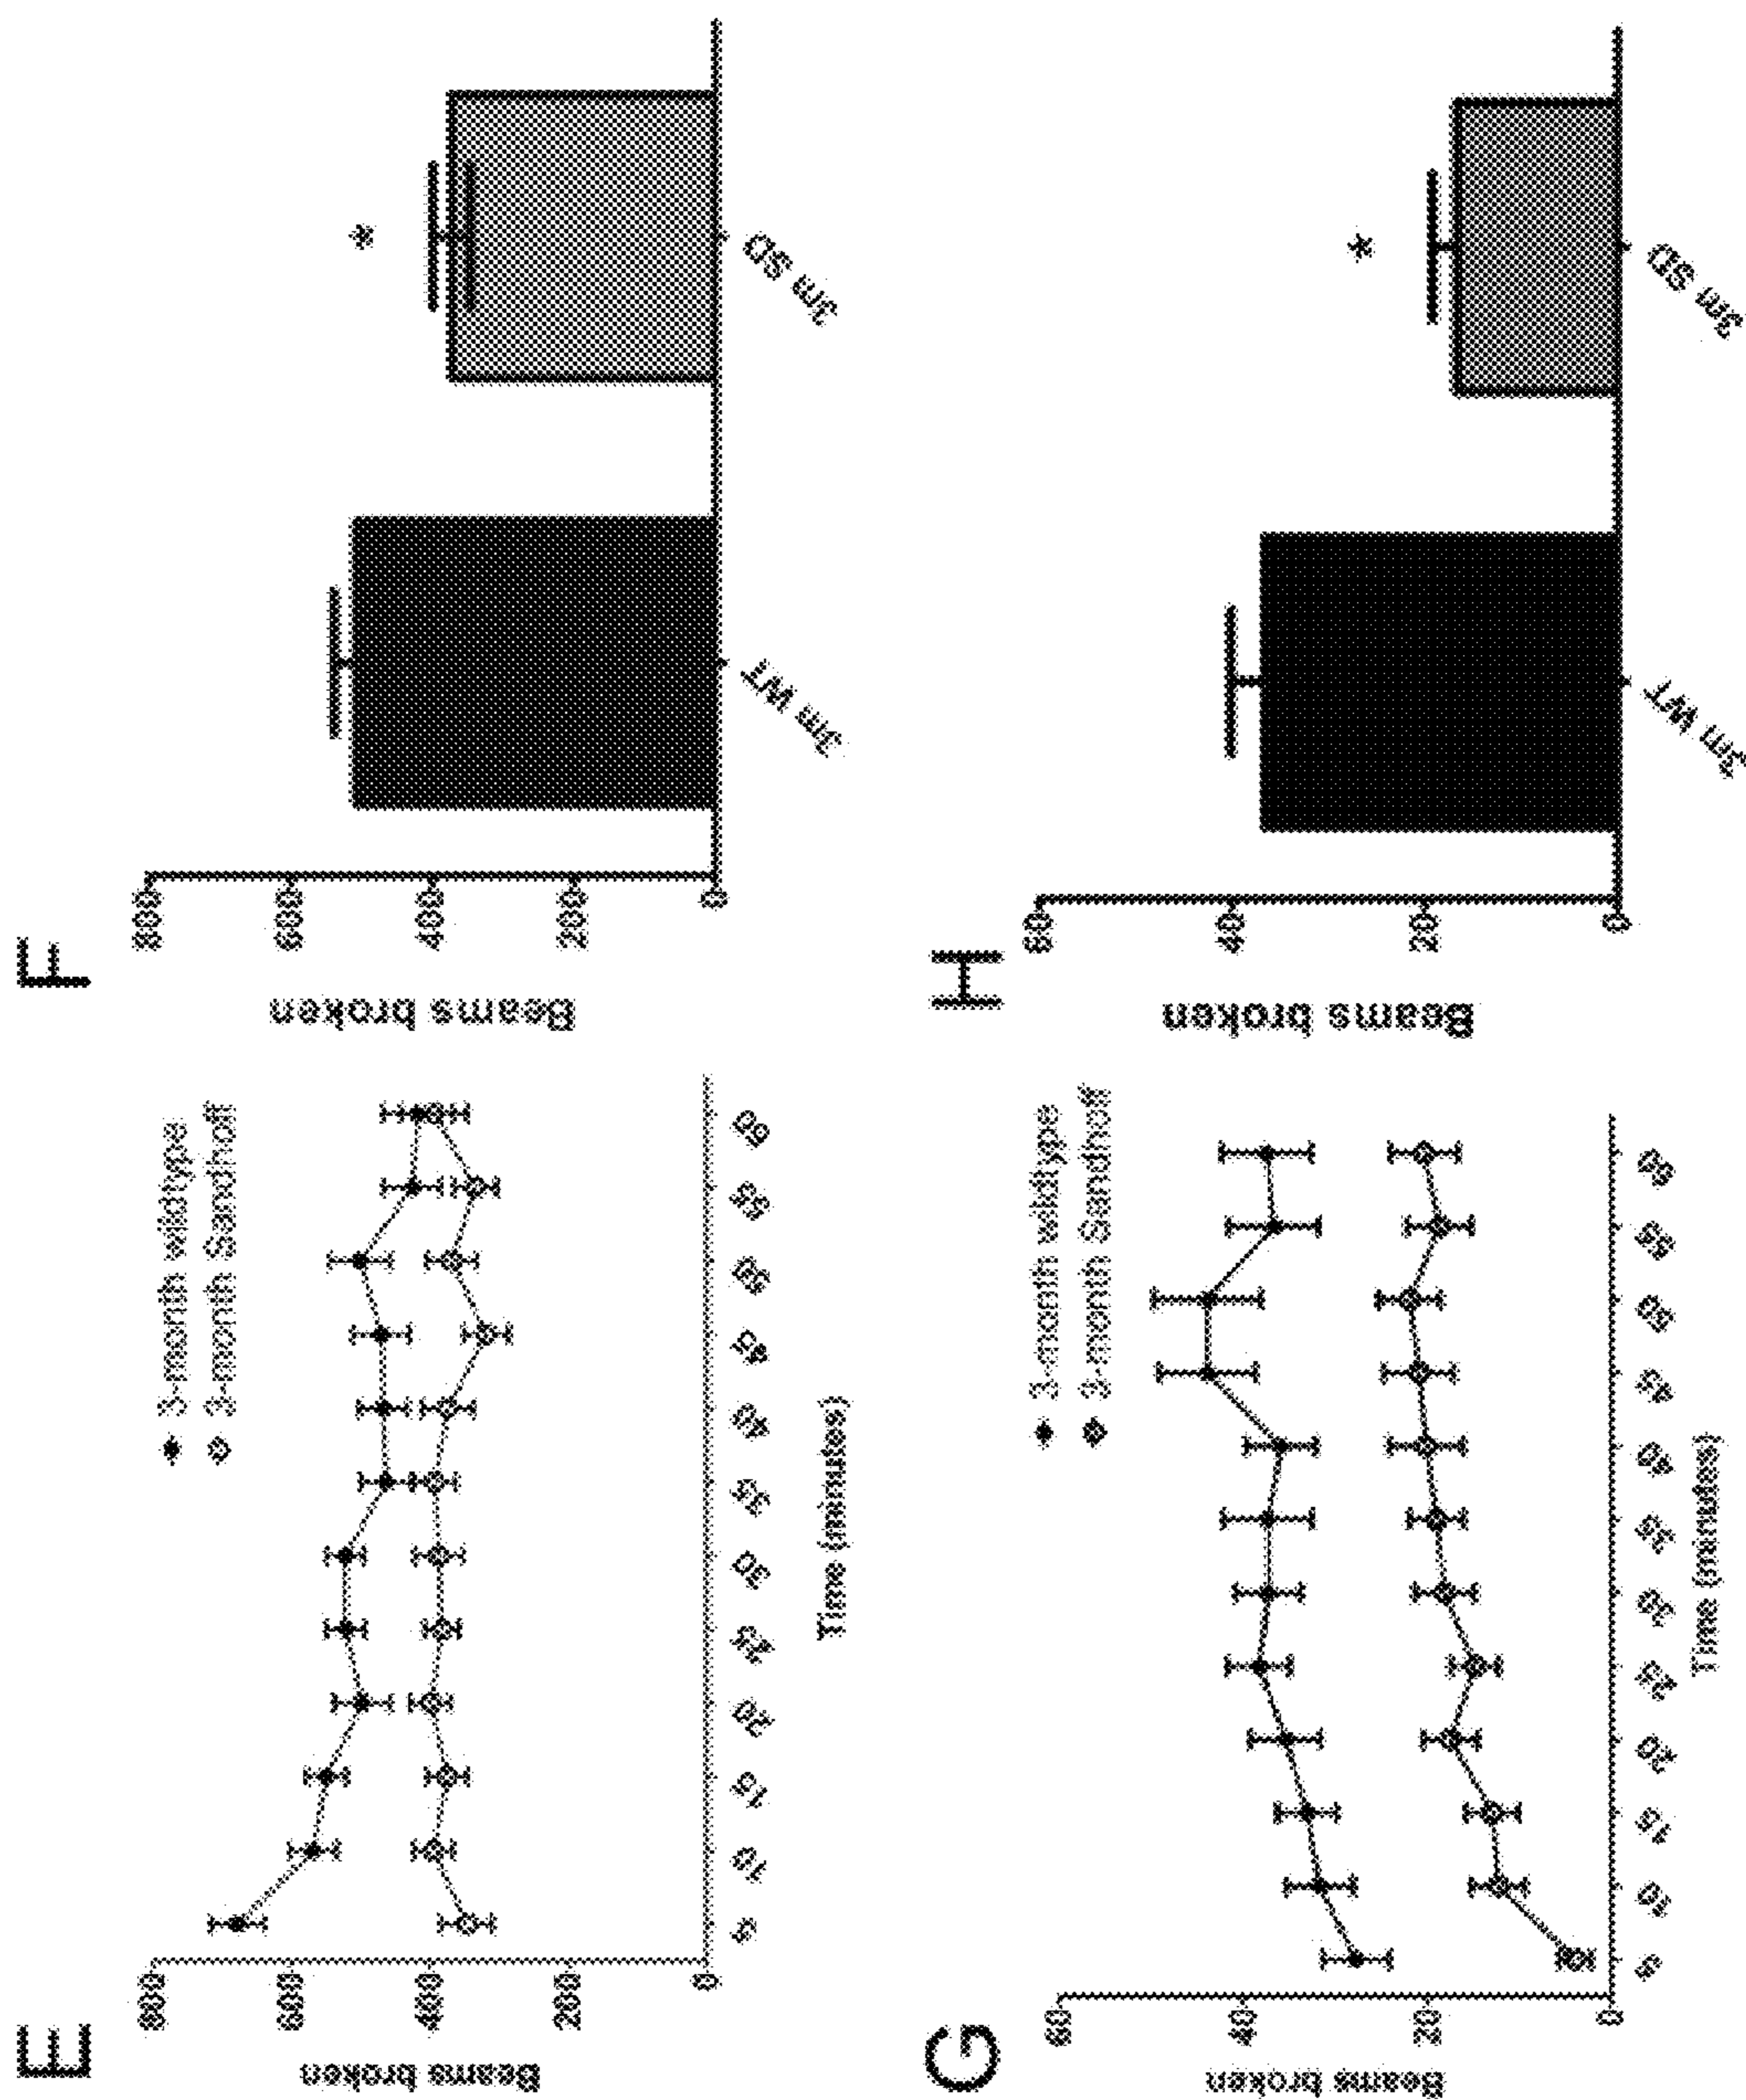 E
Beams broken
800
600
400
200
0
5 10 15 20 25 30 35 40 45 50 55 60
Time (minutes)
3-month wildtype
3-month Sandhoff
F
Beams broken
800
600
400
200
0
3m WT
3m SD
*
G
Beams broken
60
40
20
0
5 10 15 20 25 30 35 40 45 50 55 60
Time (minutes)
3-month wildtype
3-month Sandhoff
H
Beams broken
60
40
20
0
3m WT
3m SD
*